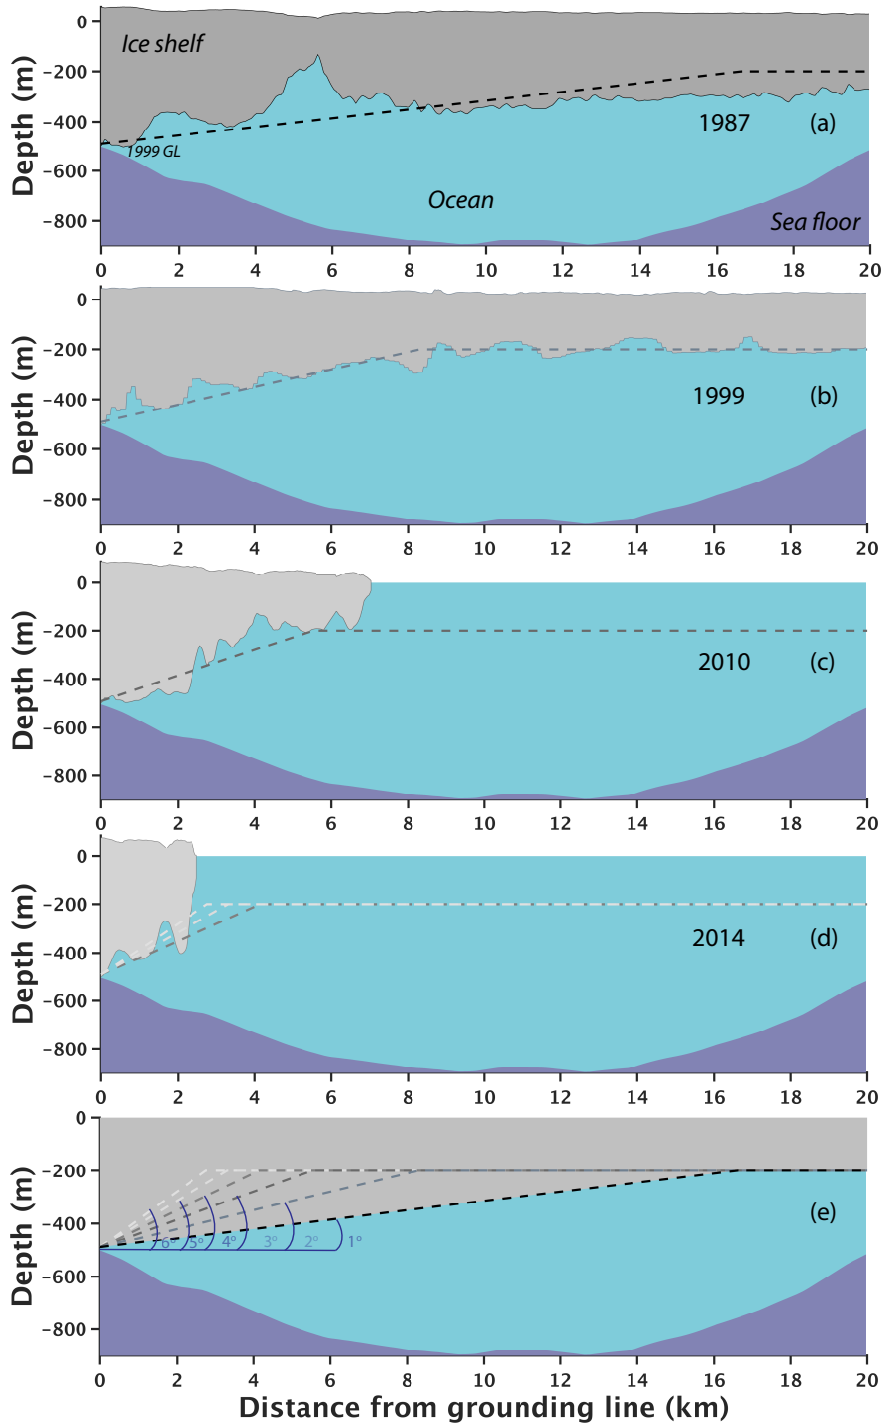 0
-200
-400
-600
-800
Depth (m)
Ice shelf
1987 (a)
1999 GL
Ocean
Sea floor
0 2 4 6 8 10 12 14 16 18 20
0
-200
-400
-600
-800
Depth (m)
1999 (b)
0 2 4 6 8 10 12 14 16 18 20
0
-200
-400
-600
-800
Depth (m)
2010 (c)
0 2 4 6 8 10 12 14 16 18 20
0
-200
-400
-600
-800
Depth (m)
2014 (d)
0 2 4 6 8 10 12 14 16 18 20
0
-200
-400
-600
-800
Depth (m)
(e)
6° 5° 4° 3° 2° 1°
0 2 4 6 8 10 12 14 16 18 20
Distance from grounding line (km)